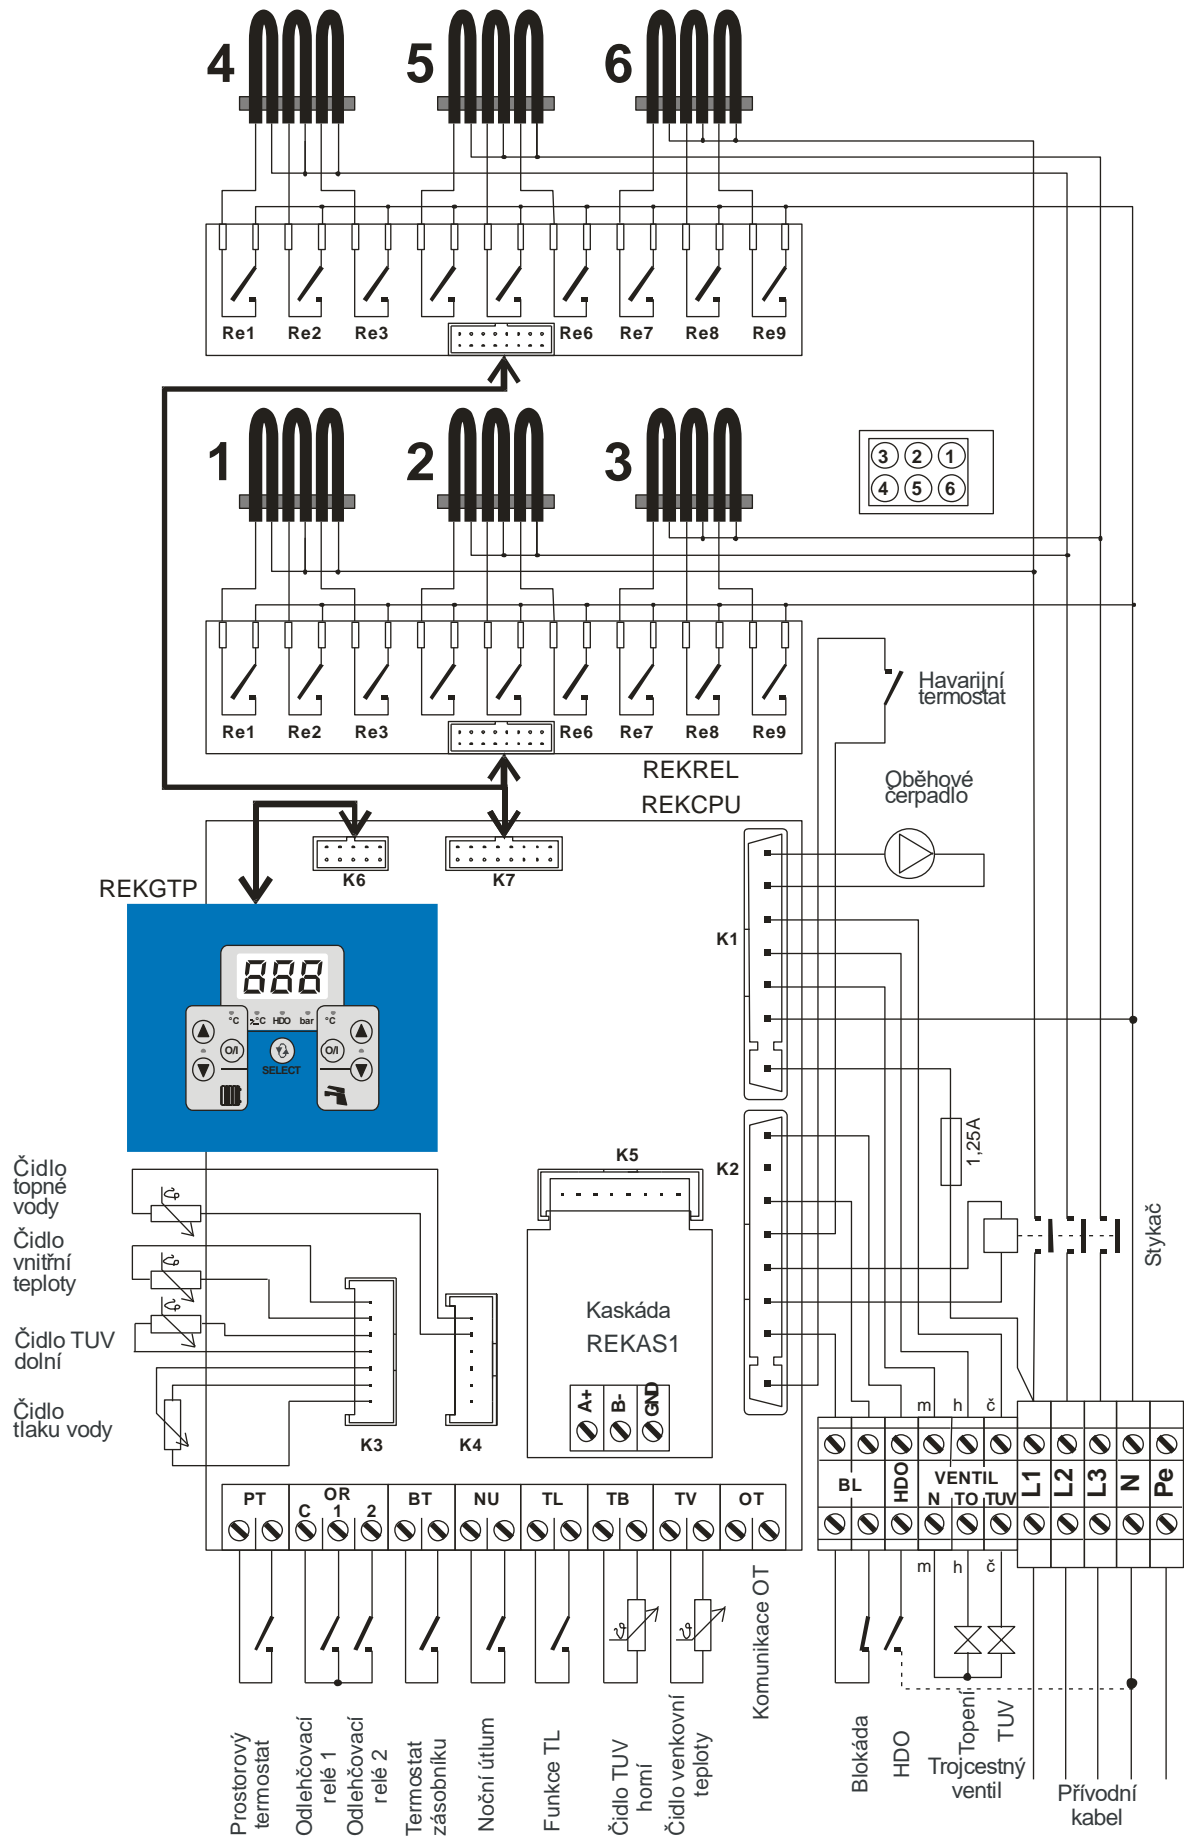 4 5 6
Re1 Re2 Re3 Re6 Re7 Re8 Re9
1 2 3
3 2 1
4 5 6
Re1 Re2 Re3 Re6 Re7 Re8 Re9
Havarijní
termostat
REKREL
REKCPU
Oběhové
čerpadlo
K6 K7
REKGTP
K1
888
°C °C HDO bar °C
O/I O/I
SELECT
1,25A
Čidlo
topné
vody
K5
K2
Čidlo
vnitřní
teploty
Stykač
Kaskáda
REKAS1
Čidlo TUV
dolní
A+ B- GND
Čidlo
tlaku vody
K3 K4
m h č
BL HDO VENTIL
N TO TUV
L1 L2 L3 N Pe
PT OR BT NU TL TB TV OT
C 1 2
m h č
Komunikace OT
Prostorový
termostat
Odlehčovací
relé 1
Odlehčovací
relé 2
Termostat
zásobníku
Noční útlum
Funkce TL
Čidlo TUV
horní
Čidlo venkovní
teploty
Blokáda
HDO
Topení
TUV
Trojcestný
ventil
Přívodní
kabel